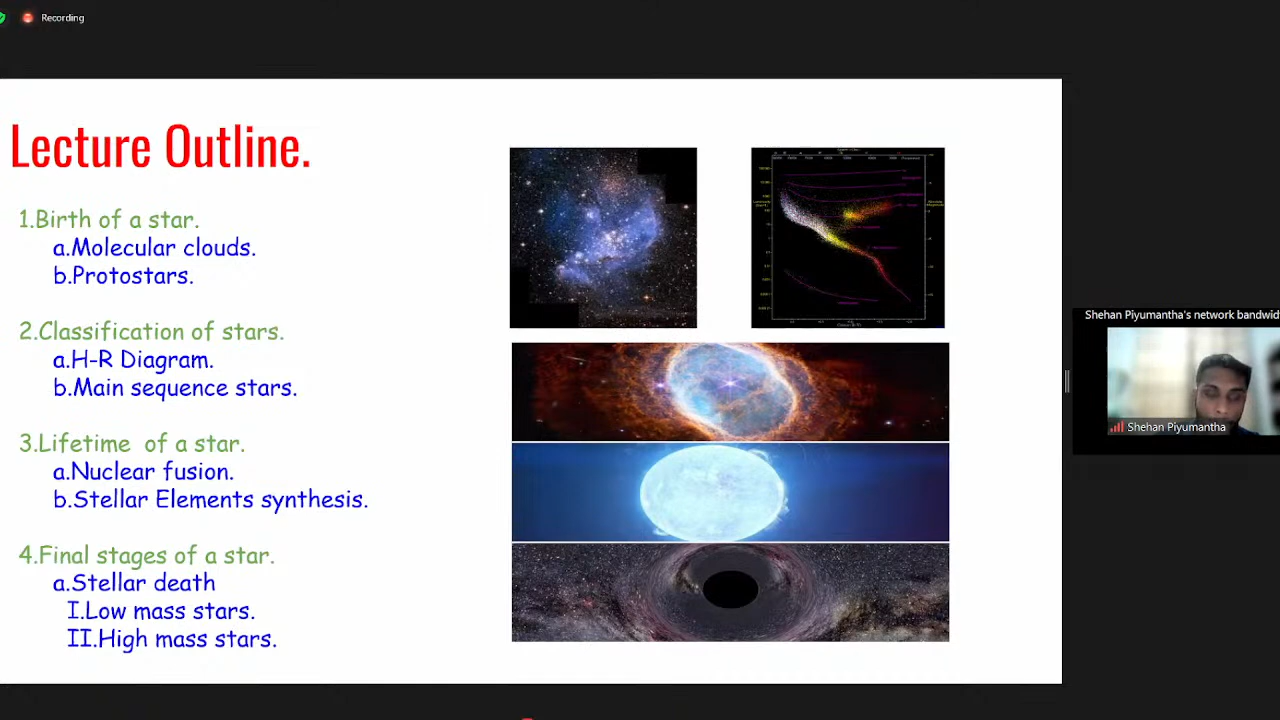 Recording
Lecture Outline.
1.Birth of a star.
a.Molecular clouds.
b.Protostars.
2.Classification of stars.
a.H-R Diagram.
b.Main sequence stars.
3.Lifetime of a star.
a.Nuclear fusion.
b.Stellar Elements synthesis.
4.Final stages of a star.
a.Stellar death
I.Low mass stars.
II.High mass stars.
Shehan Piyumantha's network bandwid
Shehan Piyumantha